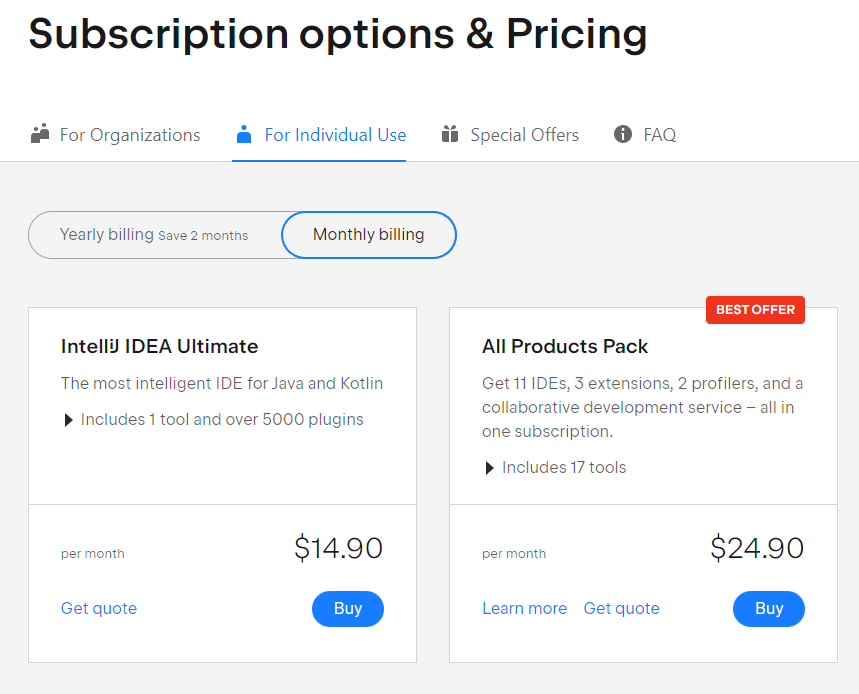 Subscription options & Pricing
For Organizations
For Individual Use
Special Offers
FAQ
Yearly billing Save 2 months
Monthly billing
IntelliJ IDEA Ultimate
The most intelligent IDE for Java and Kotlin
Includes 1 tool and over 5000 plugins
per month
$14.90
Get quote
Buy
BEST OFFER
All Products Pack
Get 11 IDEs, 3 extensions, 2 profilers, and a
collaborative development service – all in
one subscription.
Includes 17 tools
per month
$24.90
Learn more
Get quote
Buy